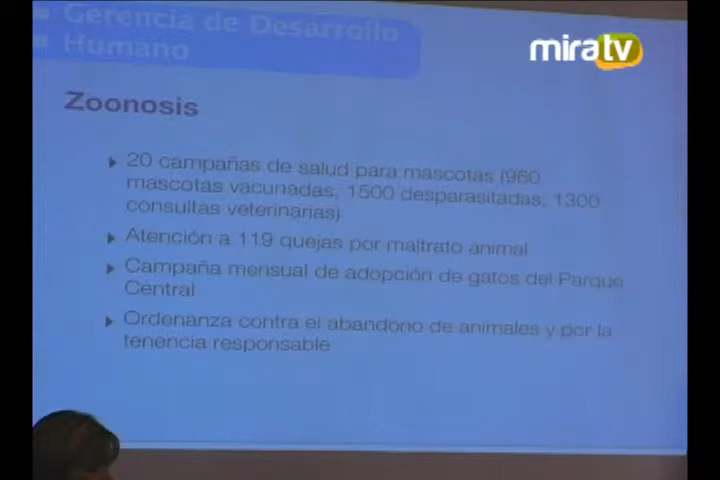 Gerencia de Desarrollo
Humano
miratv
Zoonosis
20 campañas de salud para mascotas (960
mascotas vacunadas, 1500 desparasitadas, 1300
consultas veterinarias)
Atención a 119 quejas por maltrato animal
Campaña mensual de adopción de gatos del Parque
Central
Ordenanza contra el abandono de animales y por la
tenencia responsable